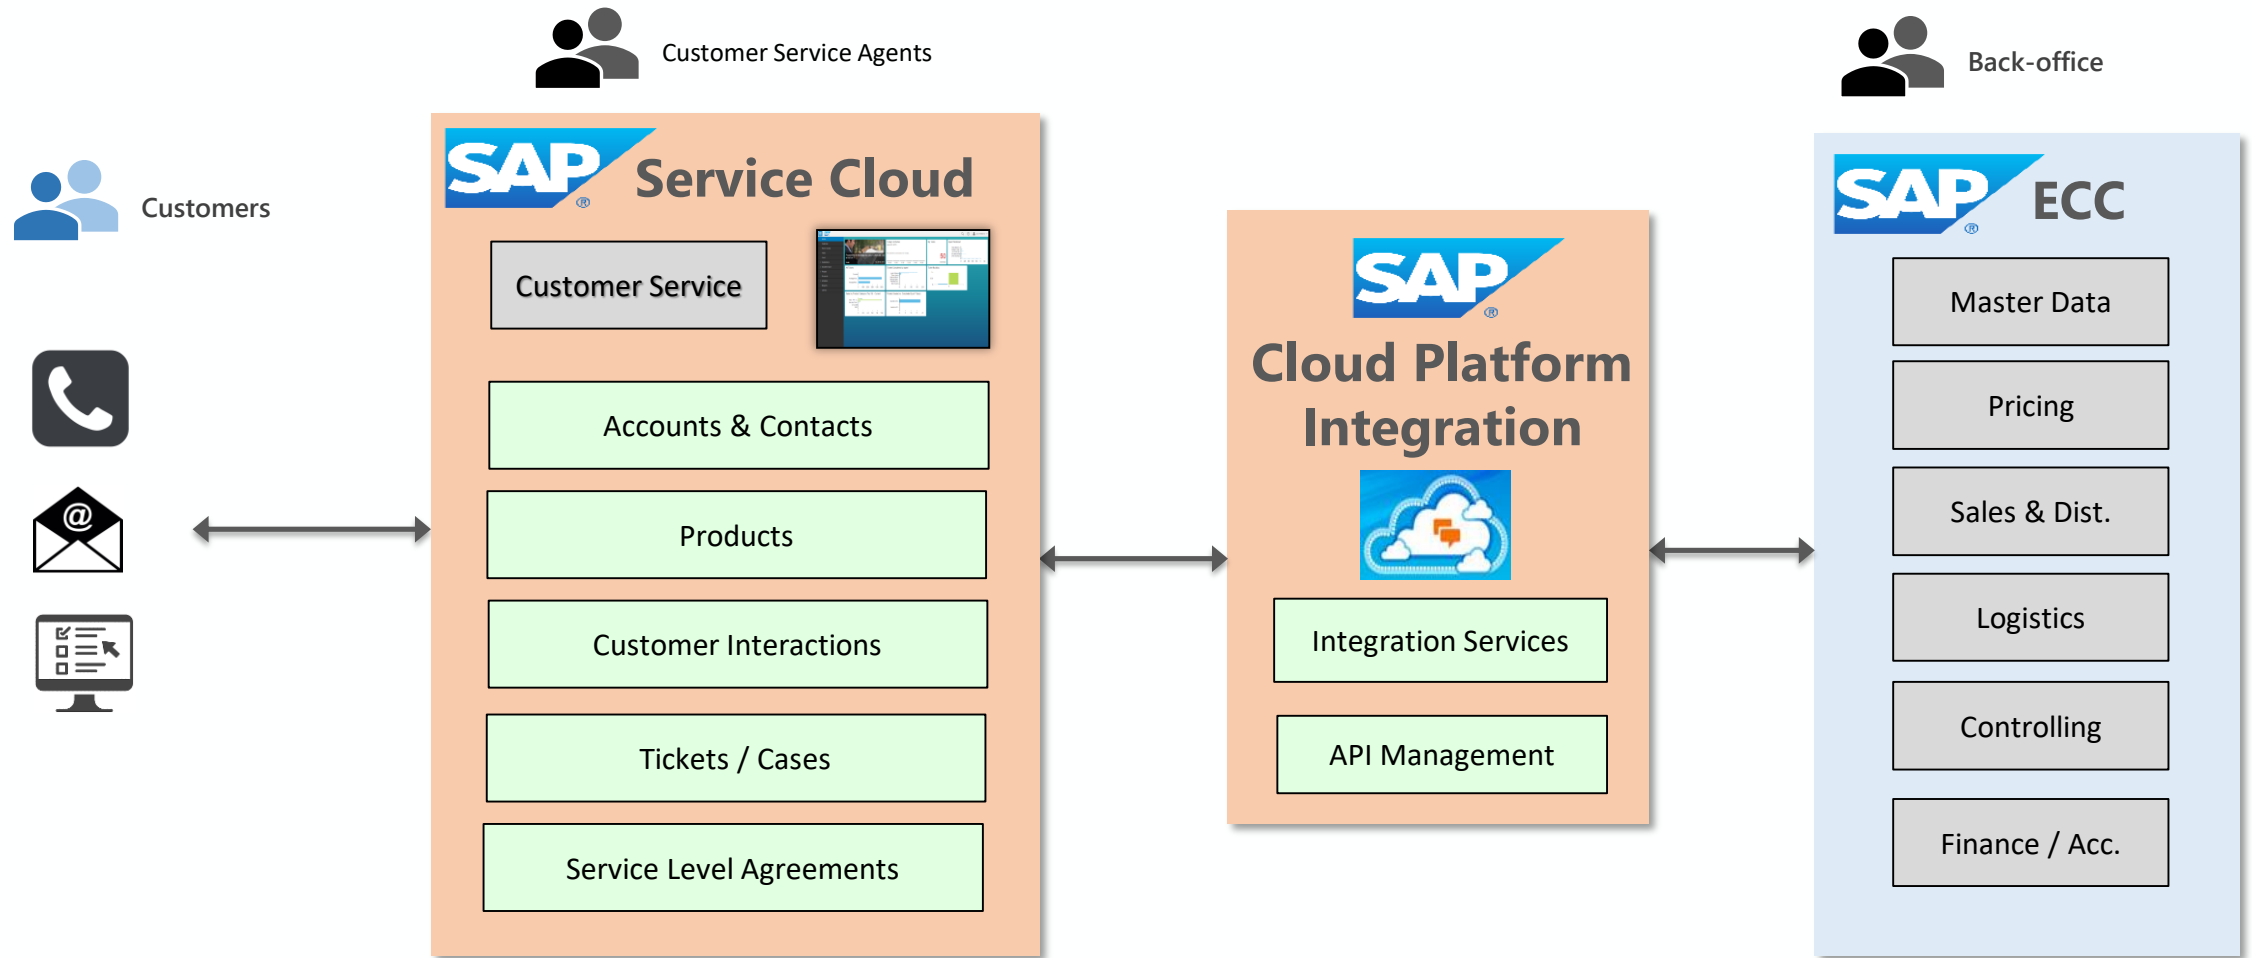 Customer Service Agents
Back-office
Customers
SAP ®
Service Cloud
Customer Service
Accounts & Contacts
Products
Customer Interactions
Tickets / Cases
Service Level Agreements
SAP ®
Cloud Platform
Integration
Integration Services
API Management
SAP ®
ECC
Master Data
Pricing
Sales & Dist.
Logistics
Controlling
Finance / Acc.
@